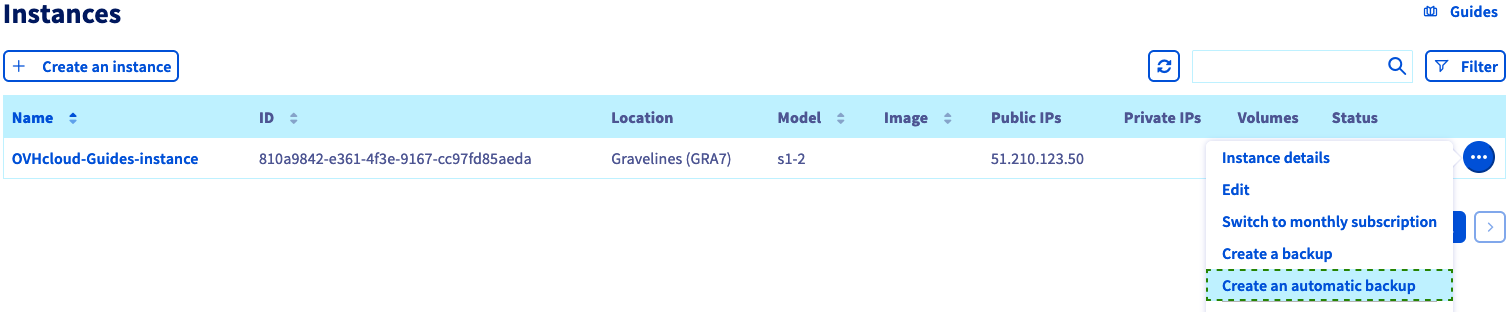 Instances
Guides
Create an instance
Filter
Name ID Location Model Image Public IPs Private IPs Volumes Status
OVHcloud-Guides-instance 810a9842-e361-4f3e-9167-cc97fd85aeda Gravelines (GRA7) s1-2 51.210.123.50
Instance details
Edit
Switch to monthly subscription
Create a backup
Create an automatic backup